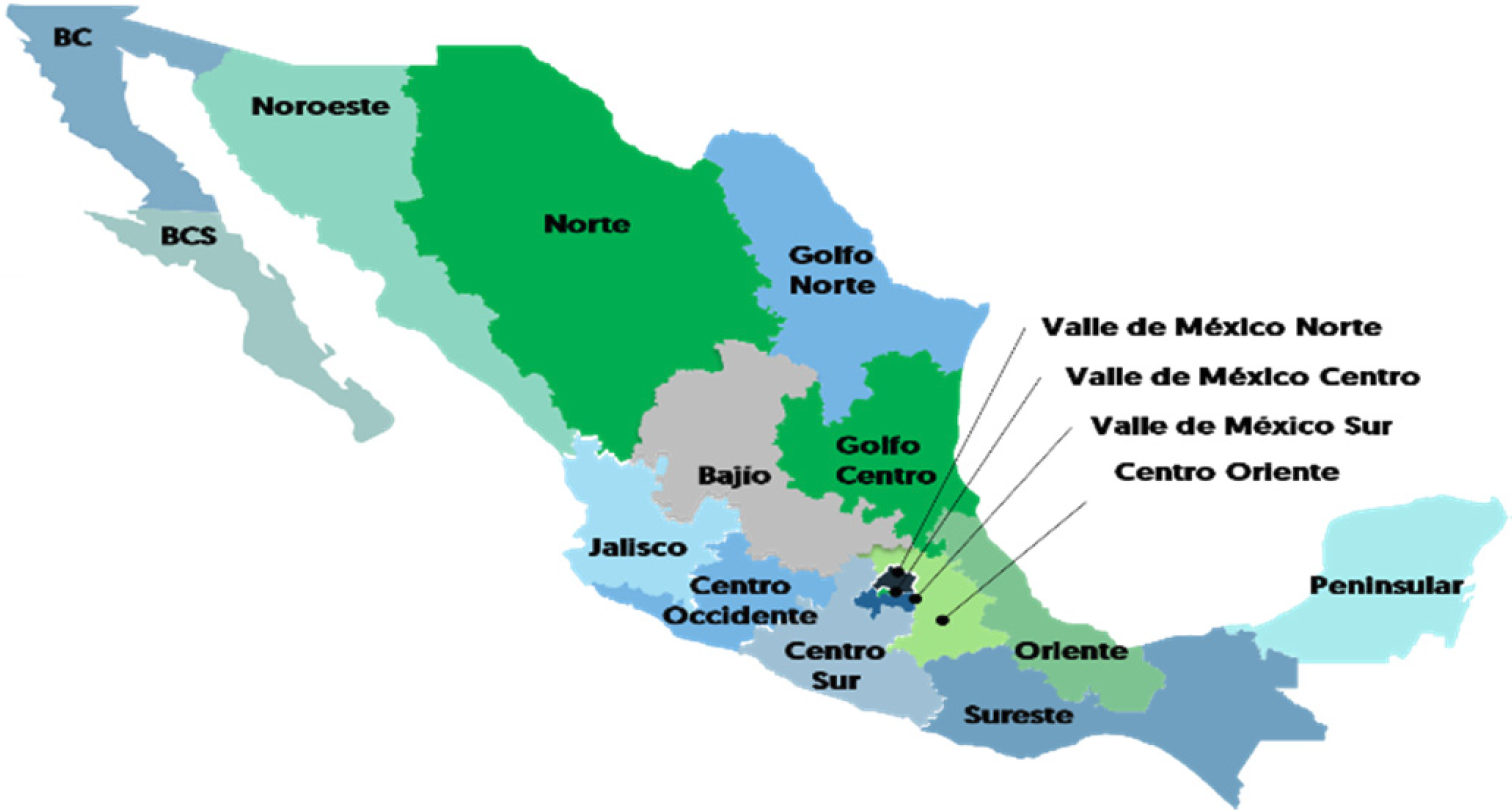 BC
Noroeste
BCS
Norte
Golfo
Norte
Valle de México Norte
Valle de México Centro
Valle de México Sur
Centro Oriente
Golfo
Centro
Bajío
Jalisco
Centro
Occidente
Peninsular
Centro
Sur
Oriente
Sureste